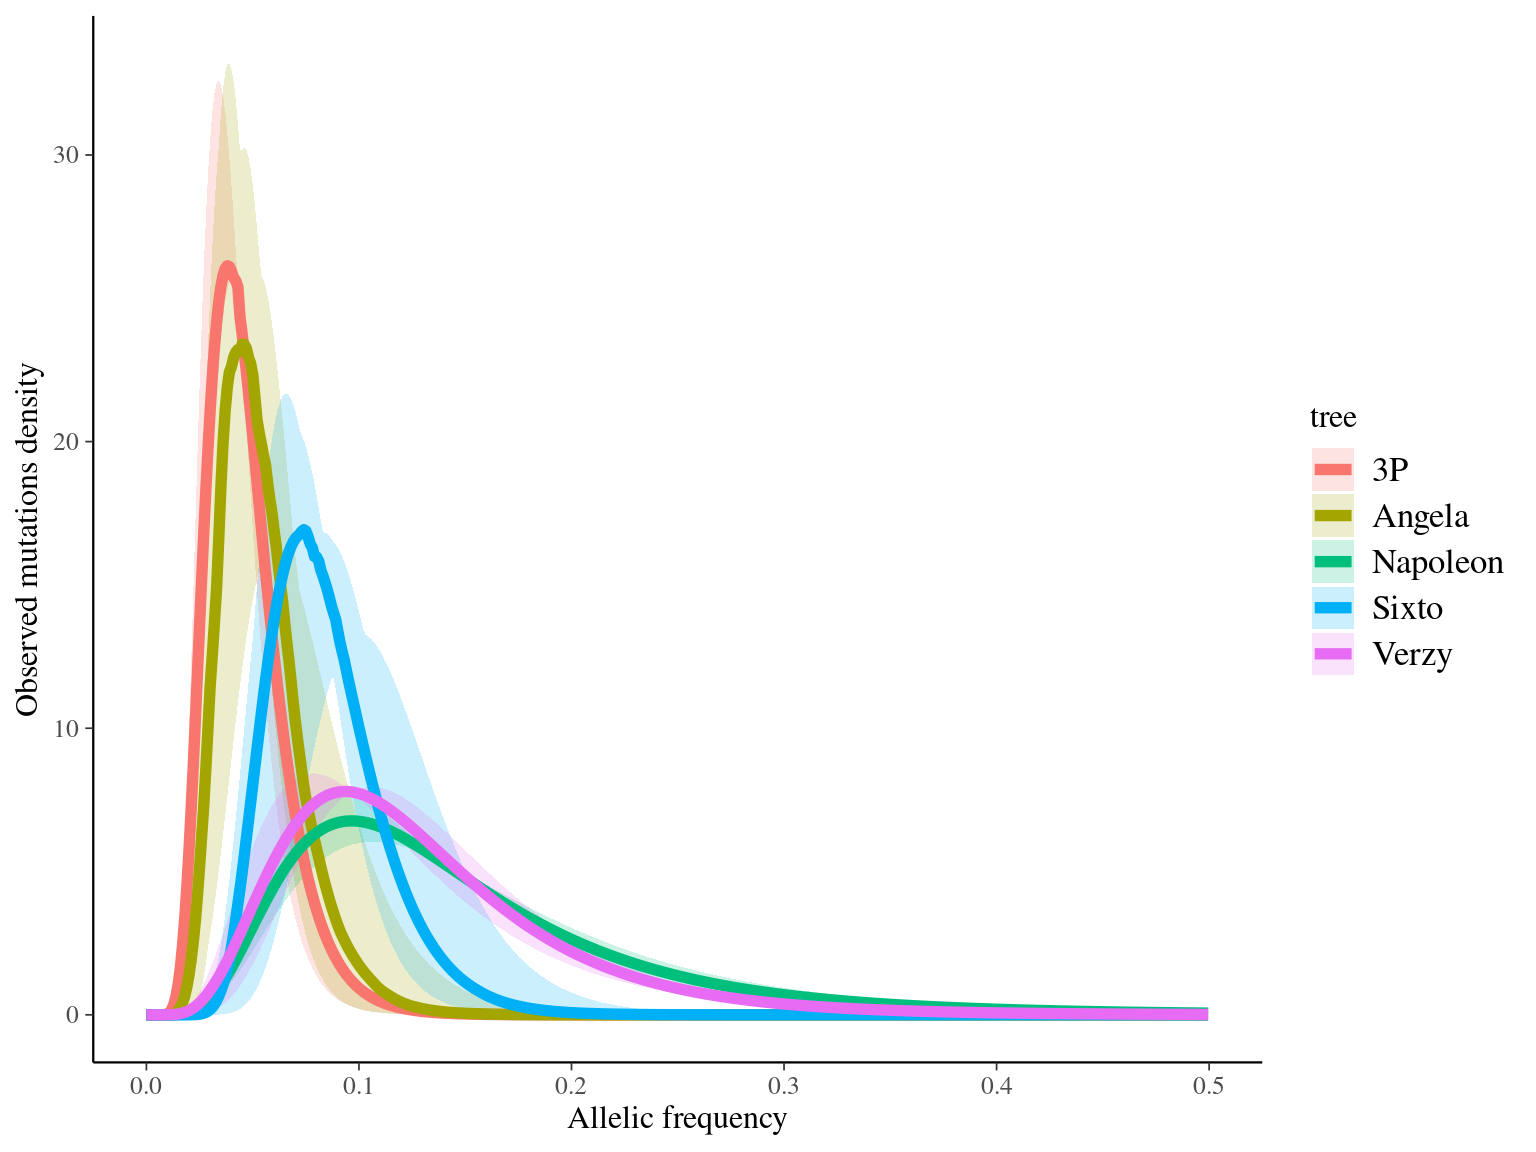 Observed mutations density
30
20
10
0
0.0 0.1 0.2 0.3 0.4 0.5
Allelic frequency
tree
3P
Angela
Napoleon
Sixto
Verzy